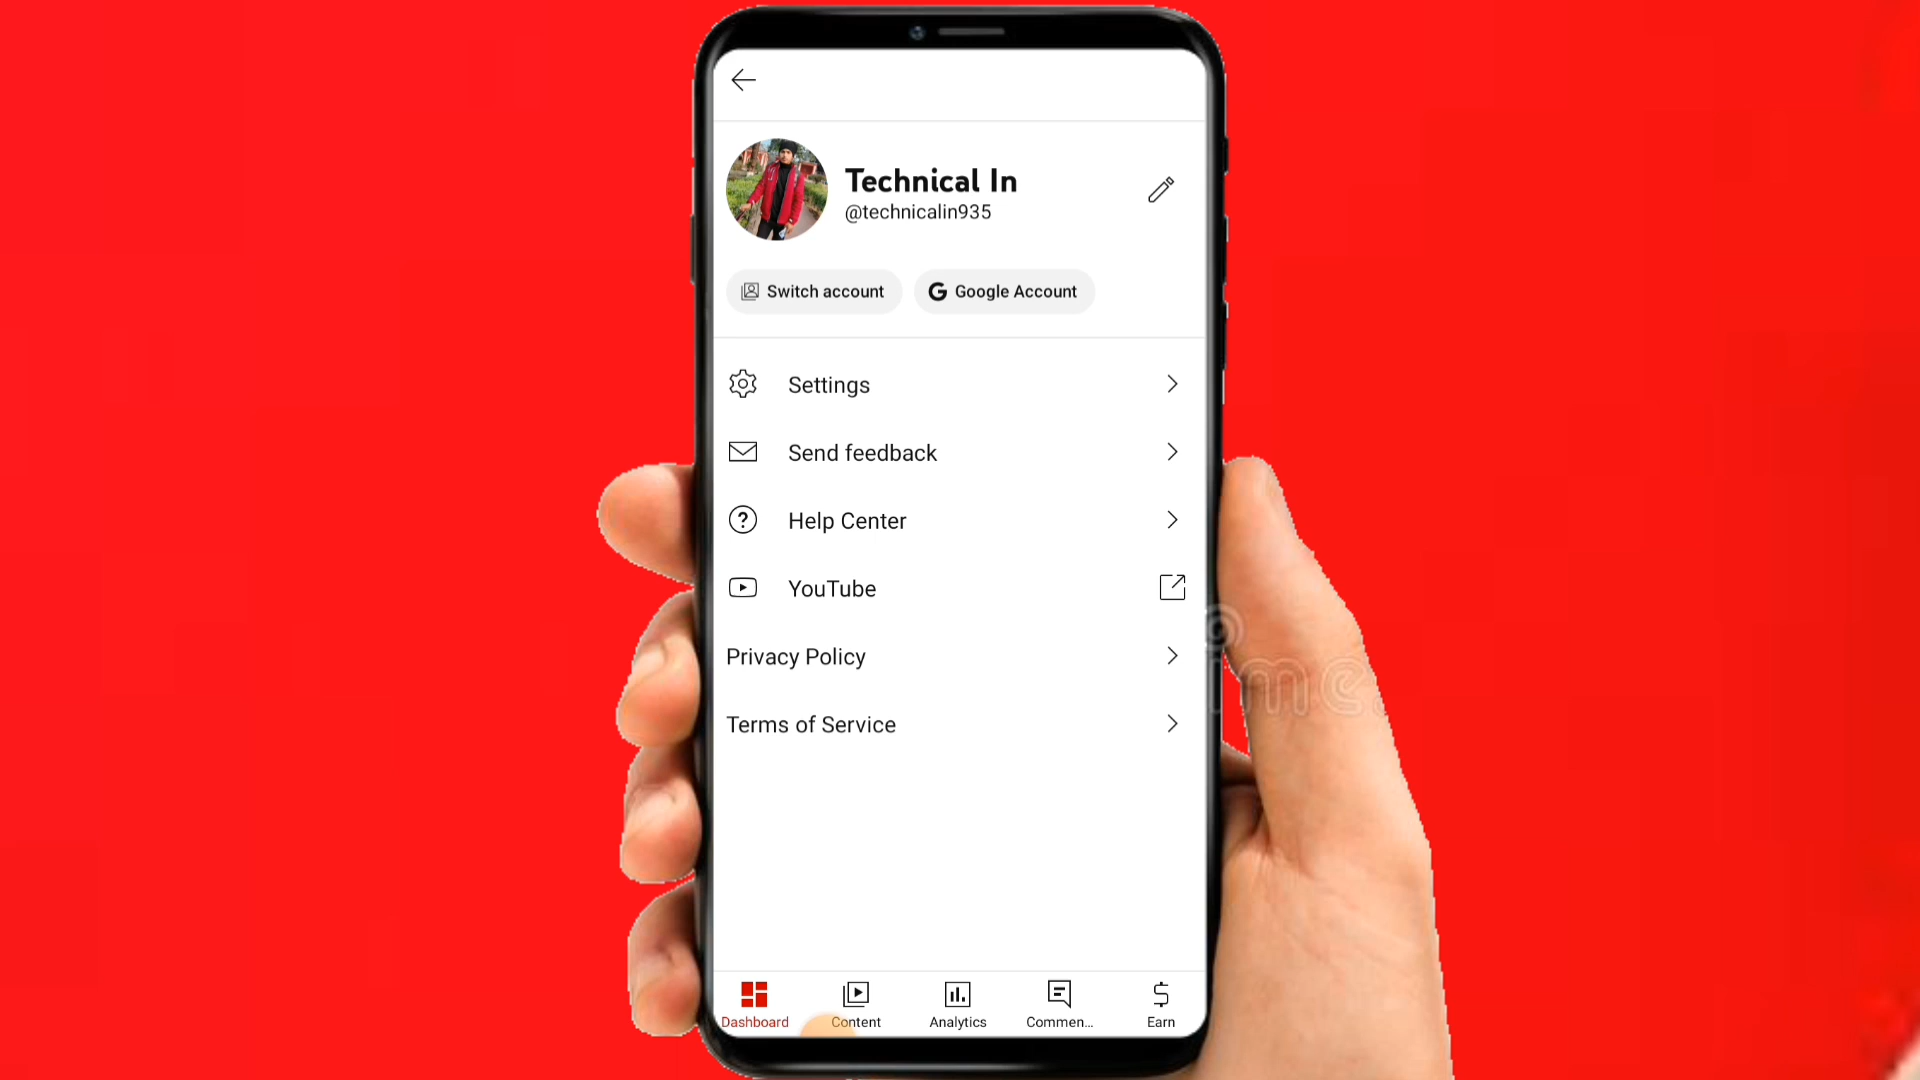 Technical In
@technicalin935
Switch account
Google Account
Settings
Send feedback
Help Center
YouTube
Privacy Policy
Terms of Service
Dashboard
Content
Analytics
Commen...
Earn